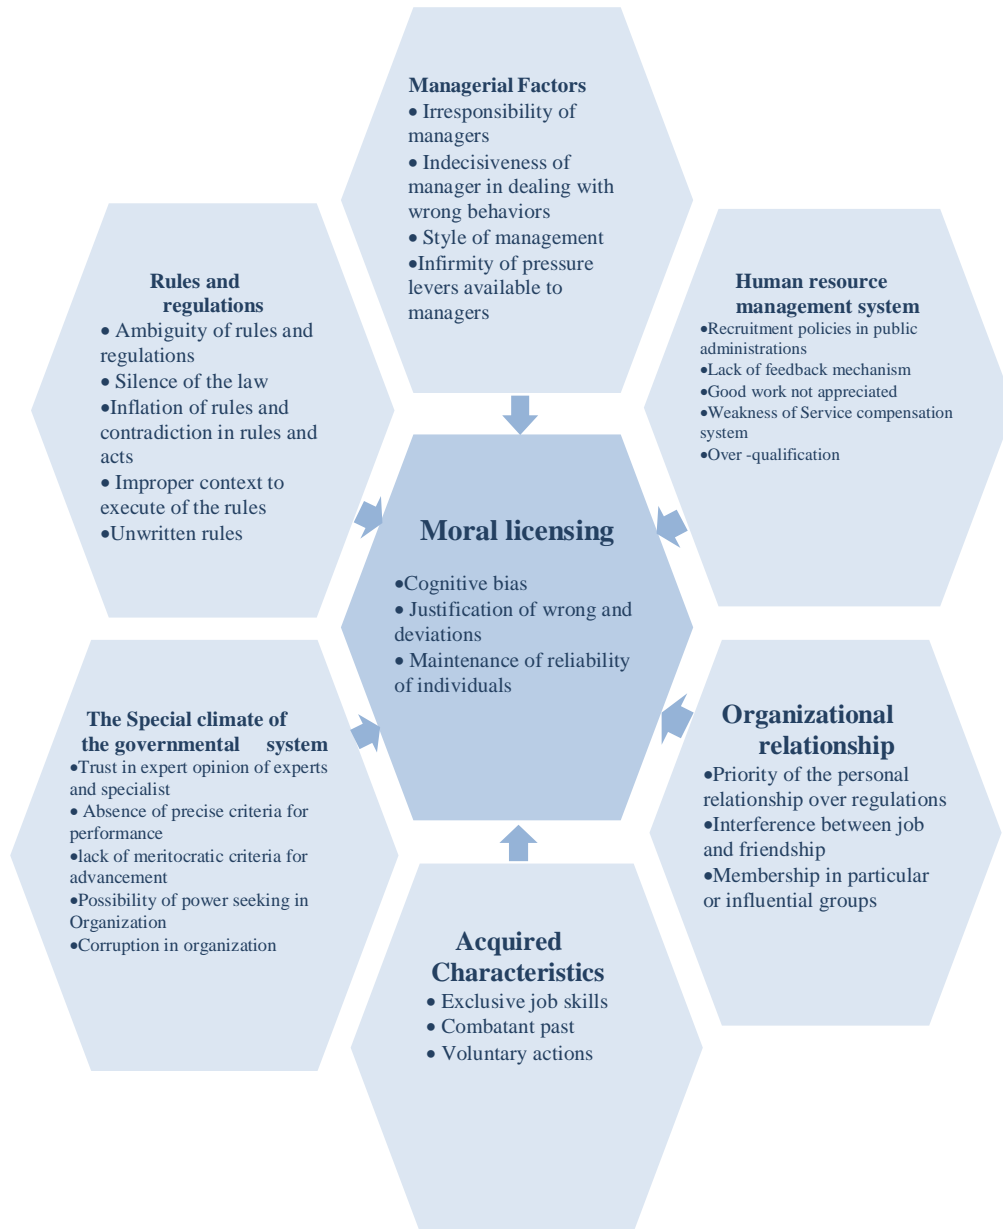 Managerial Factors
• Irresponsibility of
managers
• Indecisiveness of
manager in dealing with
wrong behaviors
• Style of management
•Infirmity of pressure
levers available to
managers
Rules and
regulations
• Ambiguity of rules and
regulations
• Silence of the law
•Inflation of rules and
contradiction in rules and
acts
• Improper context to
execute of the rules
•Unwritten rules
Human resource
management system
•Recruitment policies in public
administrations
•Lack of feedback mechanism
•Good work not appreciated
•Weakness of Service compensation
system
•Over -qualification
Moral licensing
•Cognitive bias
• Justification of wrong and
deviations
• Maintenance of reliability
of individuals
The Special climate of
the governmental system
•Trust in expert opinion of experts
and specialist
• Absence of precise criteria for
performance
•lack of meritocratic criteria for
advancement
•Possibility of power seeking in
Organization
•Corruption in organization
Organizational
relationship
•Priority of the personal
relationship over regulations
•Interference between job
and friendship
•Membership in particular
or influential groups
Acquired
Characteristics
• Exclusive job skills
• Combatant past
• Voluntary actions